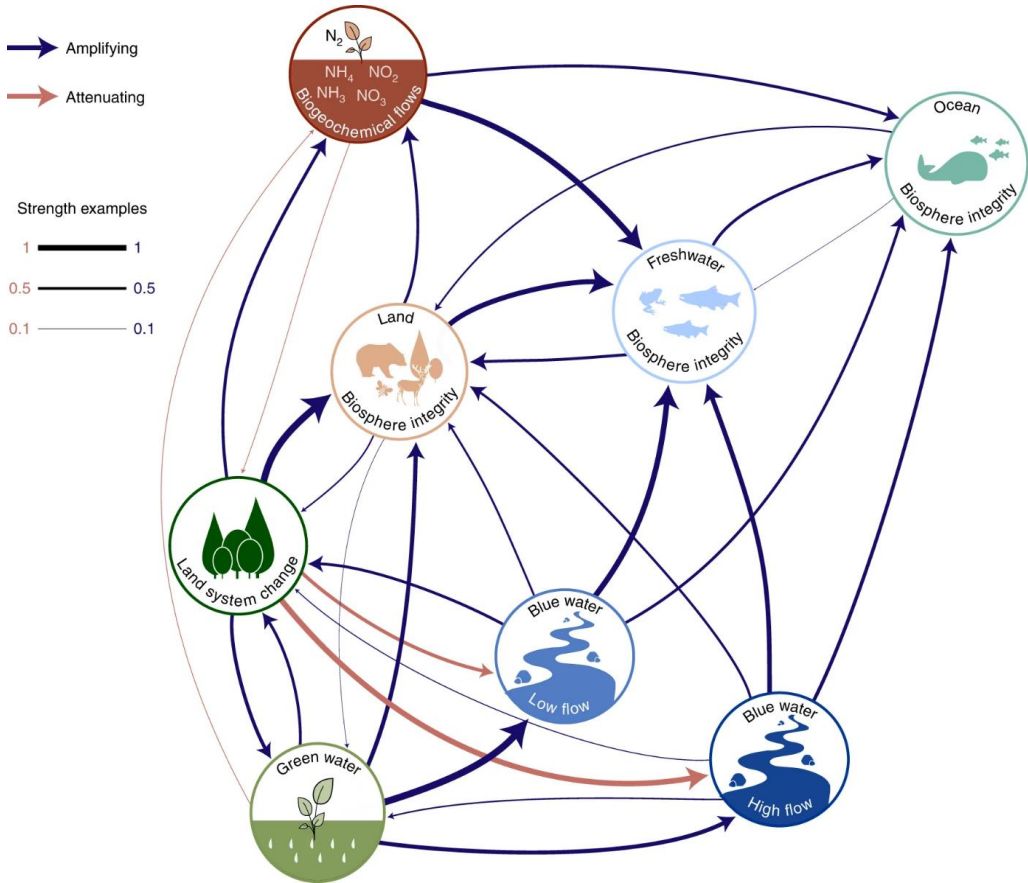 Amplifying
Attenuating
Strength examples
1 1
0.5 0.5
0.1 0.1
N2
NH4 NO2
NH3 NO3
Biogeochemical flows
Ocean
Biosphere integrity
Freshwater
Biosphere integrity
Land
Biosphere integrity
Land system change
Blue water
Low flow
Blue water
High flow
Green water